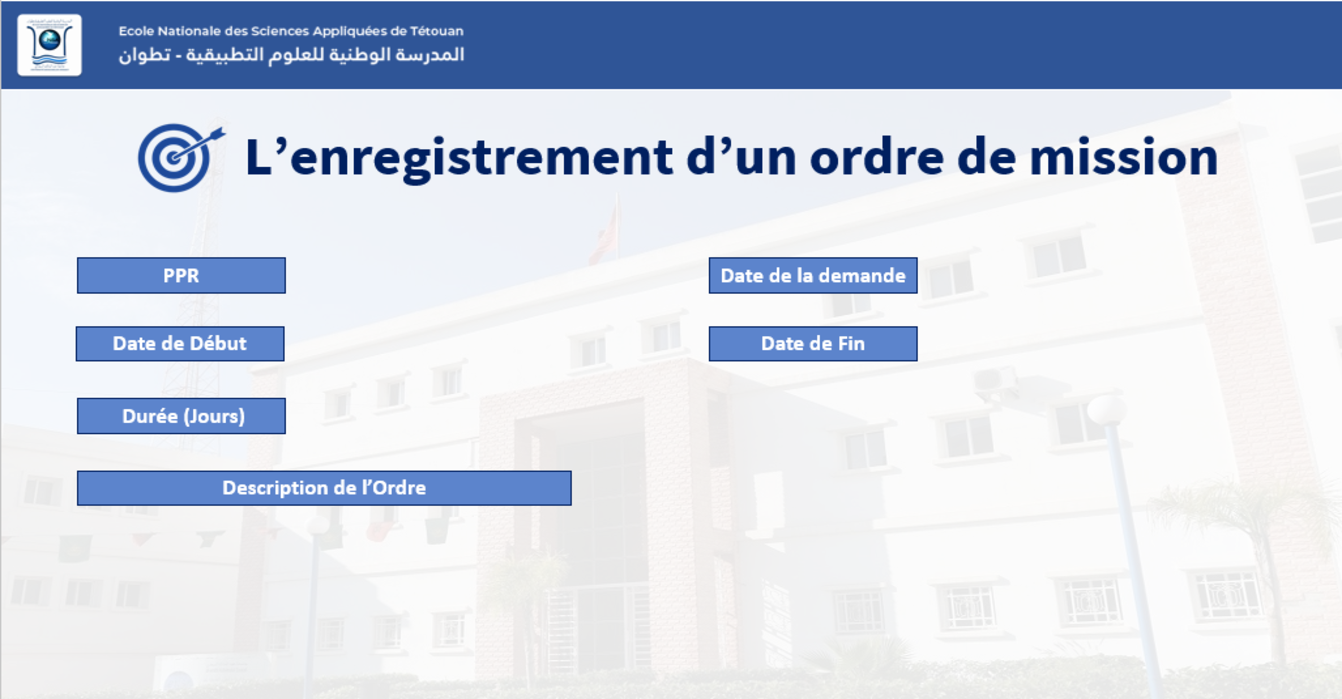 Ecole Nationale des Sciences Appliquées de Tétouan
المدرسة الوطنية للعلوم التطبيقية - تطوان
L’enregistrement d’un ordre de mission
PPR
Date de la demande
Date de Début
Date de Fin
Durée (Jours)
Description de l’Ordre